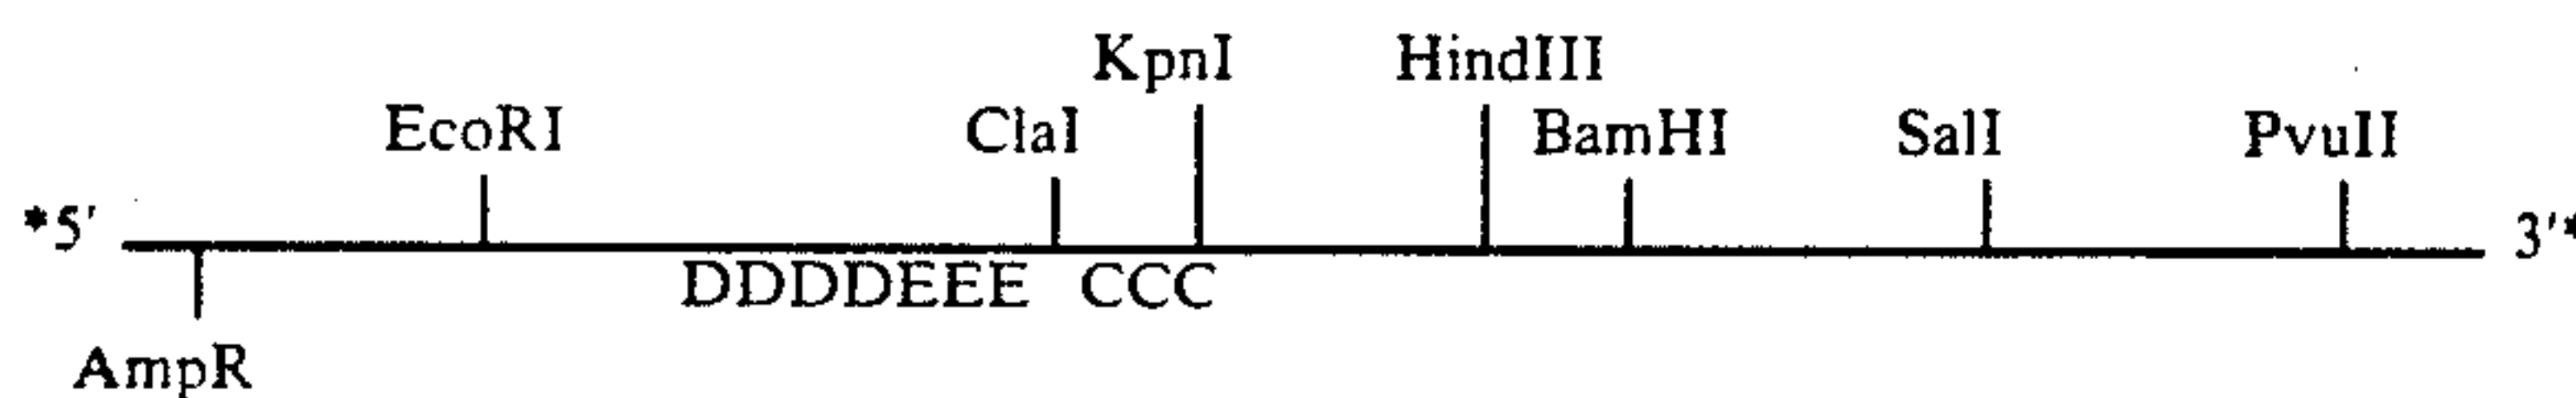 KpnI HindIII
EcoRI ClaI BamHI SalI PvuII
*5′ 3′*
DDDDEEE CCC
AmpR